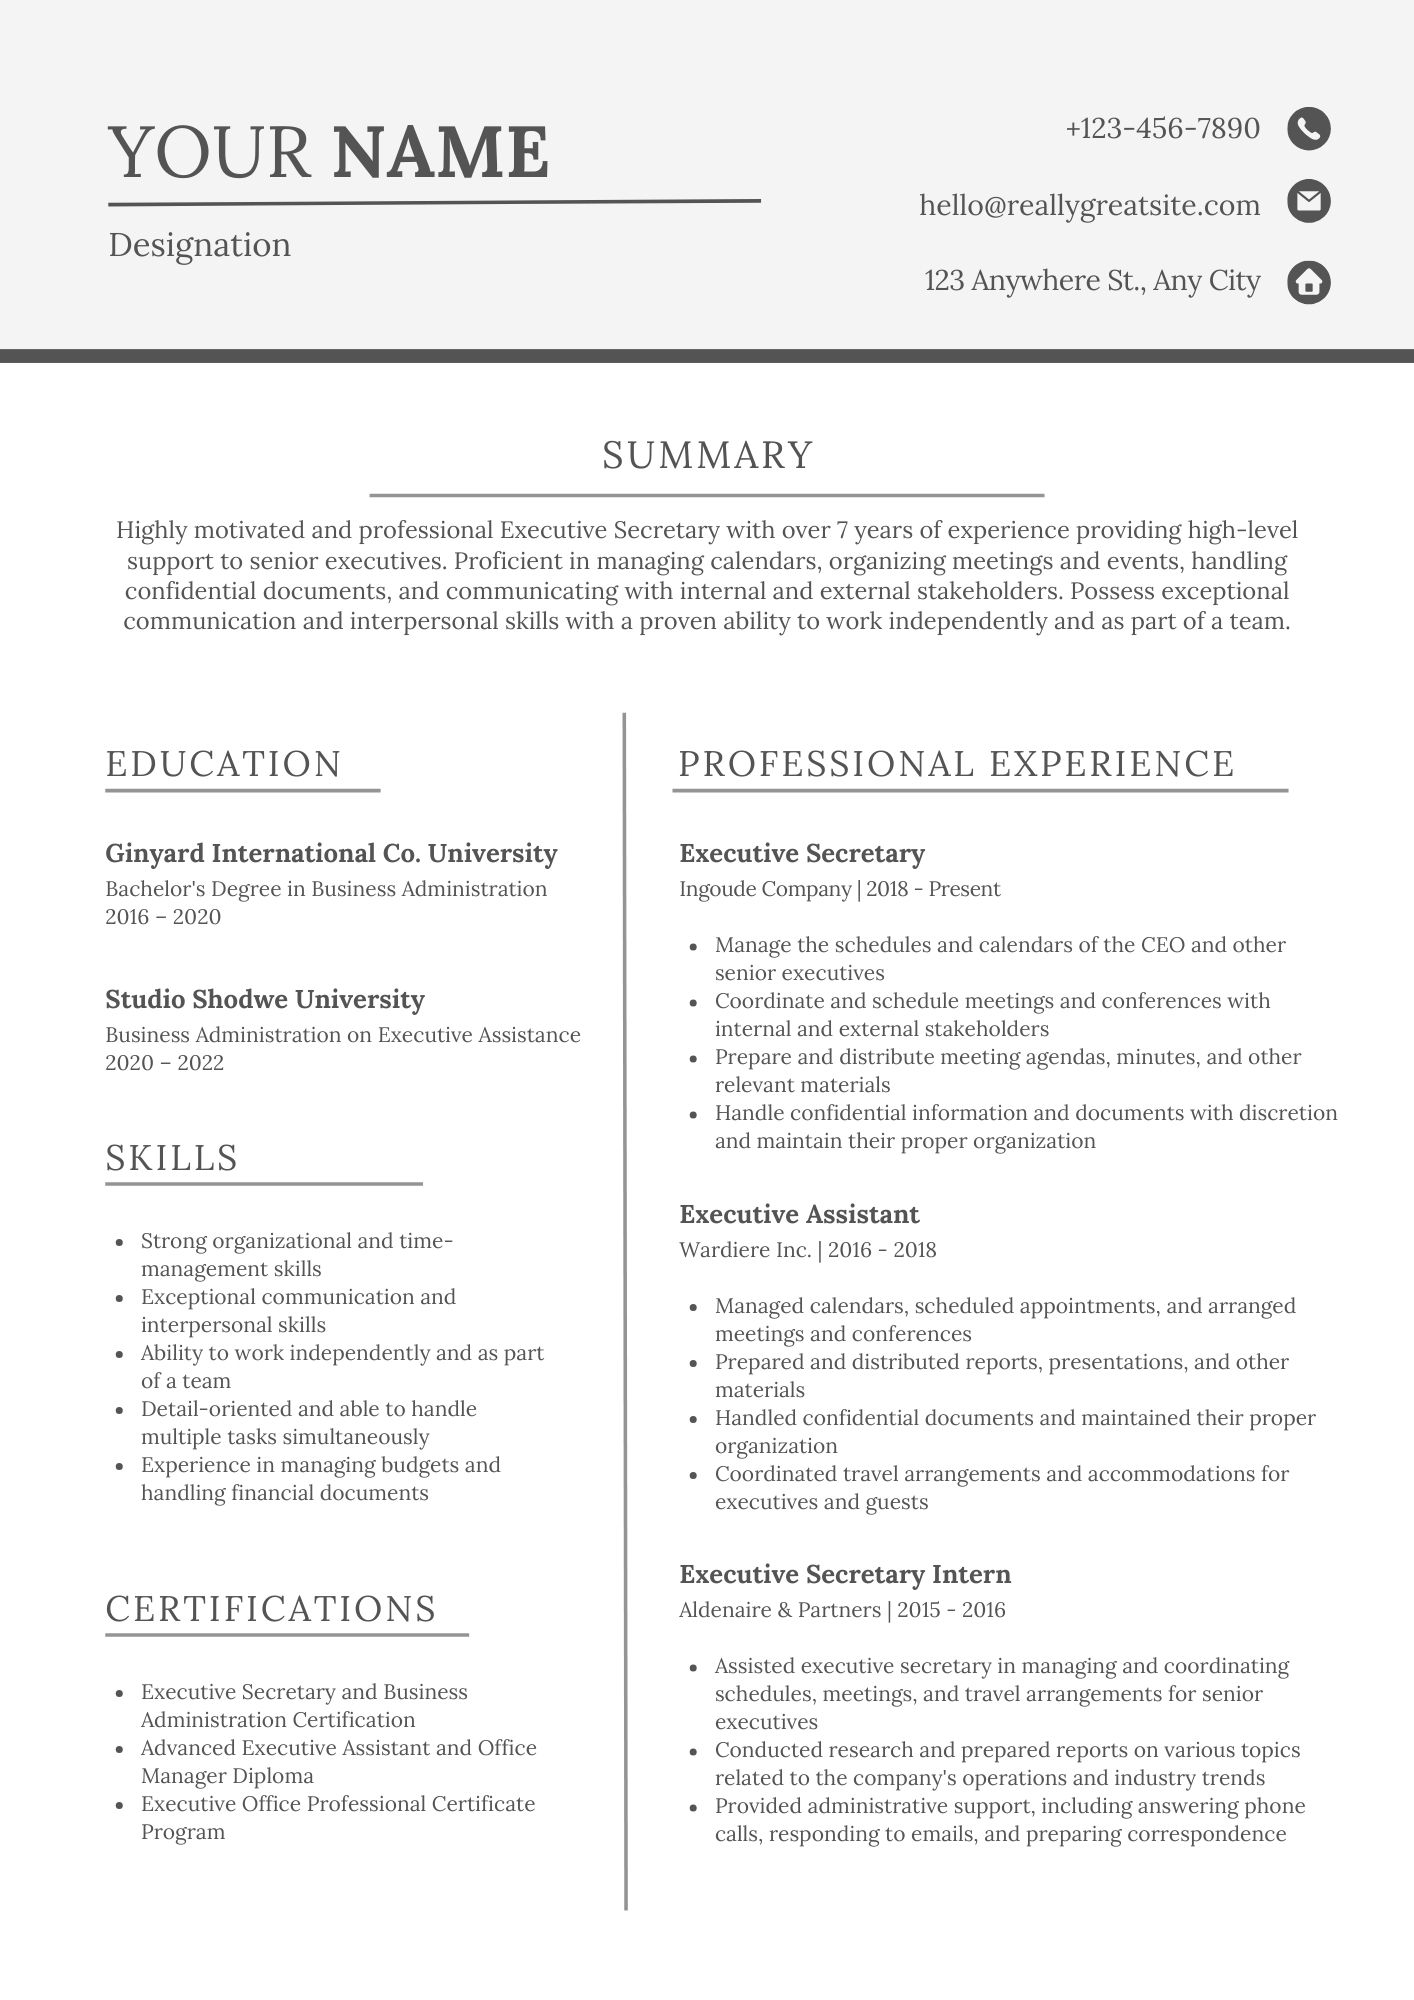 YOUR NAME
Designation
+123-456-7890
hello@reallygreatsite.com
123 Anywhere St., Any City
SUMMARY
Highly motivated and professional Executive Secretary with over 7 years of experience providing high-level
support to senior executives. Proficient in managing calendars, organizing meetings and events, handling
confidential documents, and communicating with internal and external stakeholders. Possess exceptional
communication and interpersonal skills with a proven ability to work independently and as part of a team.
EDUCATION
Ginyard International Co. University
Bachelor's Degree in Business Administration
2016 – 2020
Studio Shodwe University
Business Administration on Executive Assistance
2020 – 2022
SKILLS
• Strong organizational and time-
management skills
• Exceptional communication and
interpersonal skills
• Ability to work independently and as part
of a team
• Detail-oriented and able to handle
multiple tasks simultaneously
• Experience in managing budgets and
handling financial documents
CERTIFICATIONS
• Executive Secretary and Business
Administration Certification
• Advanced Executive Assistant and Office
Manager Diploma
• Executive Office Professional Certificate
Program
PROFESSIONAL EXPERIENCE
Executive Secretary
Ingoude Company | 2018 - Present
• Manage the schedules and calendars of the CEO and other
senior executives
• Coordinate and schedule meetings and conferences with
internal and external stakeholders
• Prepare and distribute meeting agendas, minutes, and other
relevant materials
• Handle confidential information and documents with discretion
and maintain their proper organization
Executive Assistant
Wardiere Inc. | 2016 - 2018
• Managed calendars, scheduled appointments, and arranged
meetings and conferences
• Prepared and distributed reports, presentations, and other
materials
• Handled confidential documents and maintained their proper
organization
• Coordinated travel arrangements and accommodations for
executives and guests
Executive Secretary Intern
Aldenaire & Partners | 2015 - 2016
• Assisted executive secretary in managing and coordinating
schedules, meetings, and travel arrangements for senior
executives
• Conducted research and prepared reports on various topics
related to the company's operations and industry trends
• Provided administrative support, including answering phone
calls, responding to emails, and preparing correspondence